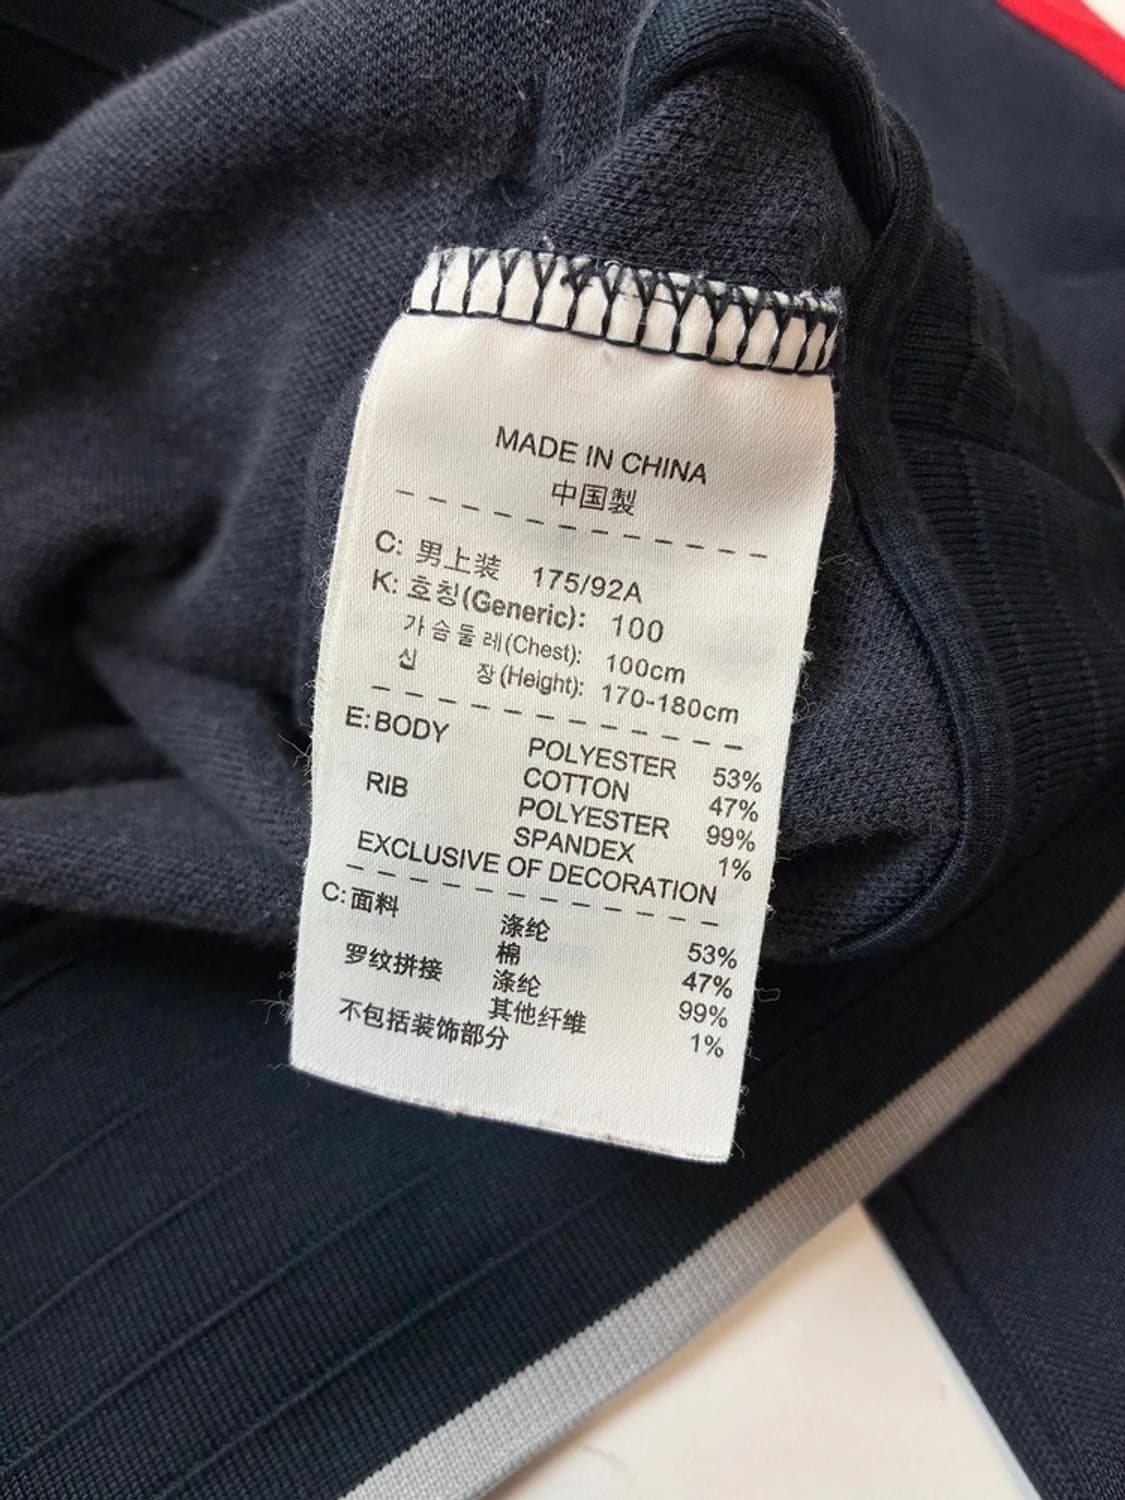 MADE IN CHINA
中国製
C: 男上装 175/92A
K: 호칭(Generic): 100
가슴둘레(Chest): 100cm
신 장(Height): 170-180cm
E: BODY POLYESTER 53%
COTTON 47%
RIB POLYESTER 99%
SPANDEX 1%
EXCLUSIVE OF DECORATION
C: 面料 涤纶 53%
棉 47%
罗纹拼接 涤纶 99%
其他纤维 1%
不包括装饰部分